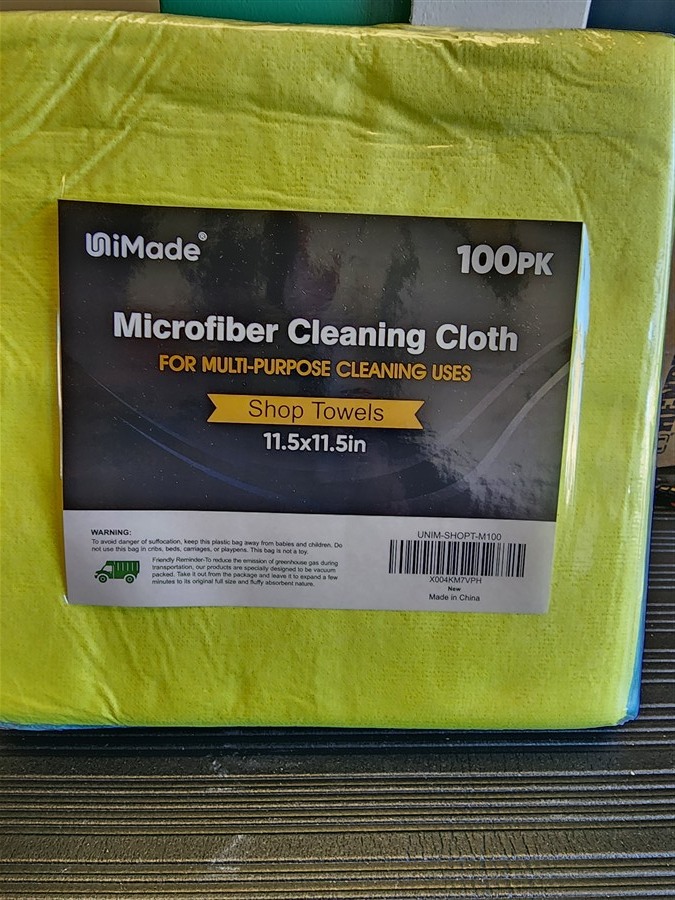 UniMade®
100PK
Microfiber Cleaning Cloth
FOR MULTI-PURPOSE CLEANING USES
Shop Towels
11.5x11.5in
WARNING:
To avoid danger of suffocation, keep this plastic bag away from babies and children. Do
not use this bag in cribs, beds, carriages, or playpens. This bag is not a toy.
Friendly Reminder-To reduce the emission of greenhouse gas during
transportation, our products are specially designed to be vacuum
packed. Take it out from the package and leave it to expand a few
minutes to its original full size and fluffy absorbent nature.
UNIM-SHOPT-M100
X004KM7VPH
New
Made in China